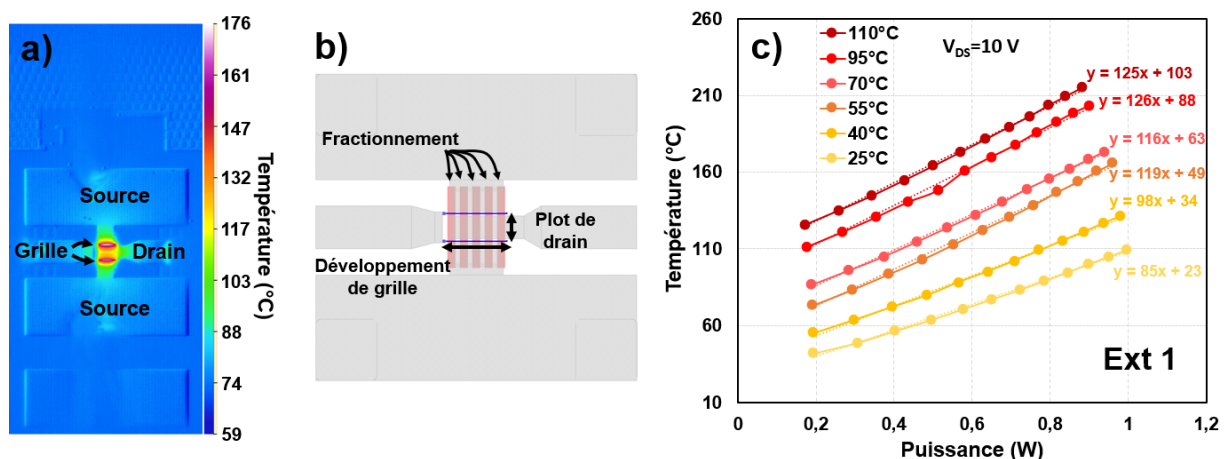 a)
Source
Grille
Drain
Source
176
161
147
132
118
103
88
74
59
Température (°C)
b)
Fractionnement
Plot de
drain
Développement
de grille
c)
V_DS=10 V
110°C
95°C
70°C
55°C
40°C
25°C
y = 125x + 103
y = 126x + 88
y = 116x + 63
y = 119x + 49
y = 98x + 34
y = 85x + 23
Ext 1
260
210
160
110
60
10
Température (°C)
0
0,2
0,4
0,6
0,8
1
1,2
Puissance (W)